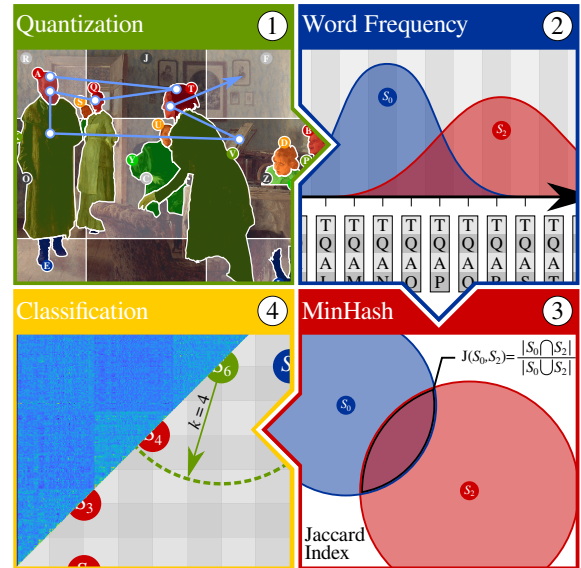 Quantization 1
R J F
A
Q
S
T
U
V
D
B
Y
P
O
Z
E
Word Frequency 2
S0
S2
T T T T T T T T T
Q Q Q Q Q Q Q Q Q
A A A A A A A A A
M N Q P Q
Classification 4
S6
k = 4
S4
S3
MinHash 3
J(S0,S2)= |S0⋂S2|
|S0⋃S2|
S0
S2
Jaccard
Index